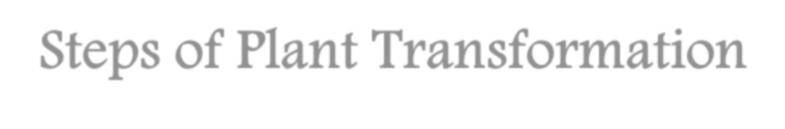 Steps of Plant Transformation